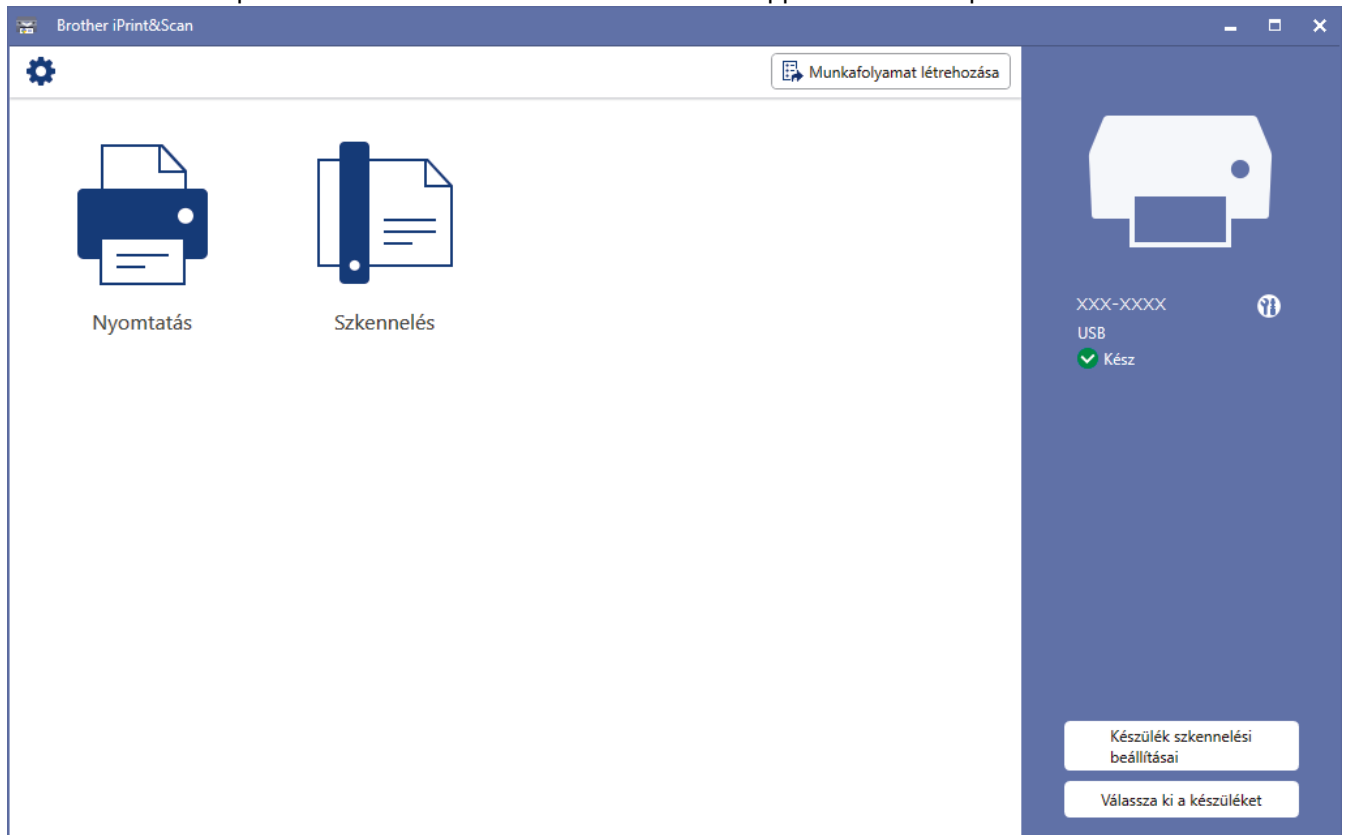 Brother iPrint&Scan
Munkafolyamat létrehozása
Nyomtatás
Szkennelés
XXX-XXXX
USB
Kész
Készülék szkennelési
beállításai
Válassza ki a készüléket